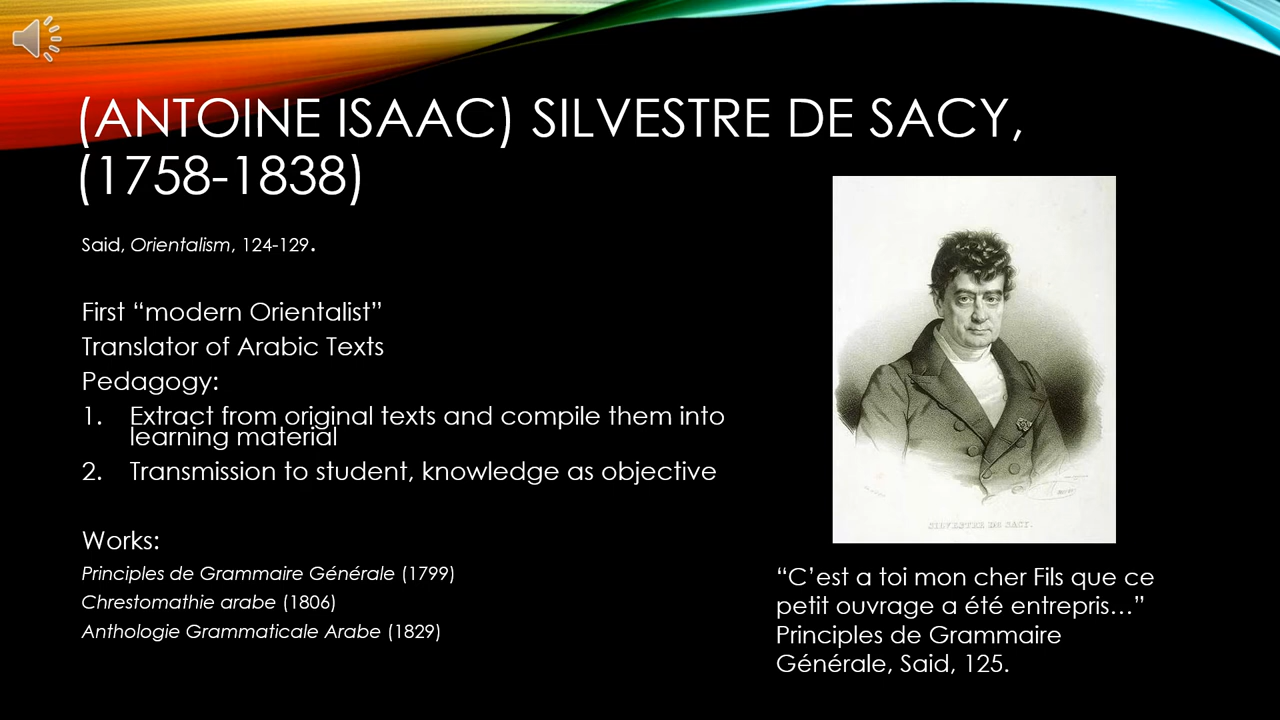 (ANTOINE ISAAC) SILVESTRE DE SACY,
(1758-1838)
Said, Orientalism, 124-129.
First “modern Orientalist”
Translator of Arabic Texts
Pedagogy:
1. Extract from original texts and compile them into
learning material
2. Transmission to student, knowledge as objective
Works:
Principles de Grammaire Générale (1799)
Chrestomathie arabe (1806)
Anthologie Grammaticale Arabe (1829)
SILVESTRE DE SACY.
“C’est a toi mon cher Fils que ce
petit ouvrage a été entrepris…”
Principles de Grammaire
Générale, Said, 125.